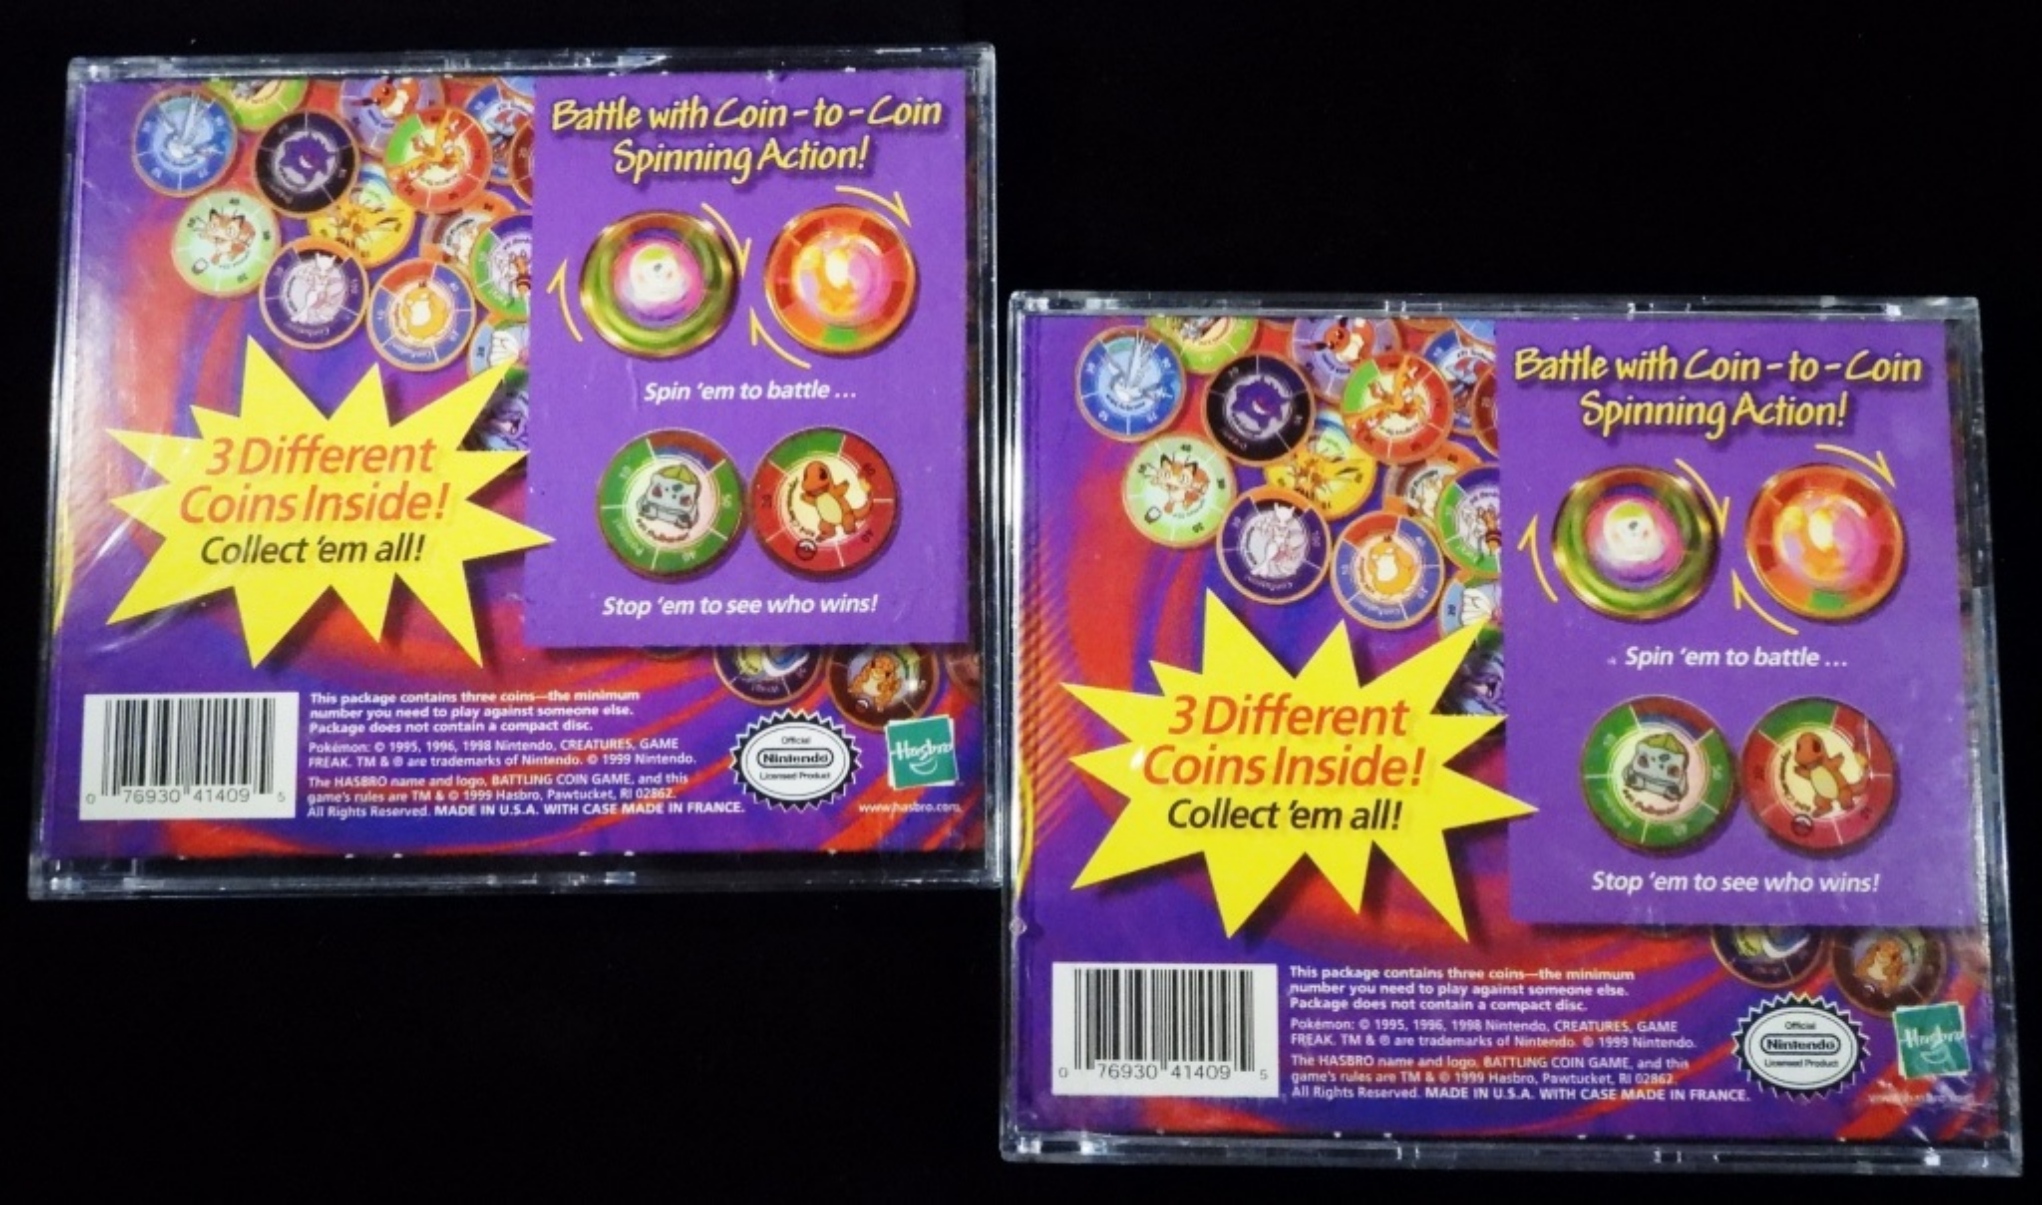 Battle with Coin-to-Coin
Spinning Action!
Spin 'em to battle...
3 Different
Coins Inside!
Collect 'em all!
Stop 'em to see who wins!
This package contains three coins—the minimum
number you need to play against someone else.
Package does not contain a compact disc.
Pokémon: © 1995, 1996, 1998 Nintendo, CREATURES, GAME
FREAK. TM & ® are trademarks of Nintendo. © 1999 Nintendo.
The HASBRO name and logo, BATTLING COIN GAME, and this
game's rules are TM & © 1999 Hasbro, Pawtucket, RI 02862.
All Rights Reserved. MADE IN U.S.A. WITH CASE MADE IN FRANCE.
0 76930 41409 5
Official
Nintendo
Licensed Product
Hasbro
www.hasbro.com
Battle with Coin-to-Coin
Spinning Action!
Spin 'em to battle...
3 Different
Coins Inside!
Collect 'em all!
Stop 'em to see who wins!
This package contains three coins—the minimum
number you need to play against someone else.
Package does not contain a compact disc.
Pokémon: © 1995, 1996, 1998 Nintendo, CREATURES, GAME
FREAK. TM & ® are trademarks of Nintendo. © 1999 Nintendo.
The HASBRO name and logo, BATTLING COIN GAME, and this
game's rules are TM & © 1999 Hasbro, Pawtucket, RI 02862.
All Rights Reserved. MADE IN U.S.A. WITH CASE MADE IN FRANCE.
0 76930 41409 5
Official
Nintendo
Licensed Product
Hasbro